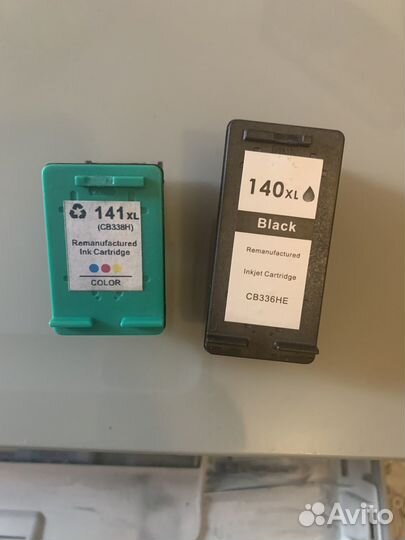 141XL
(CB338H)
Remanufactured
Ink Cartridge
COLOR
140XL
Black
Remanufactured
Inkjet Cartridge
CB336HE
Avito